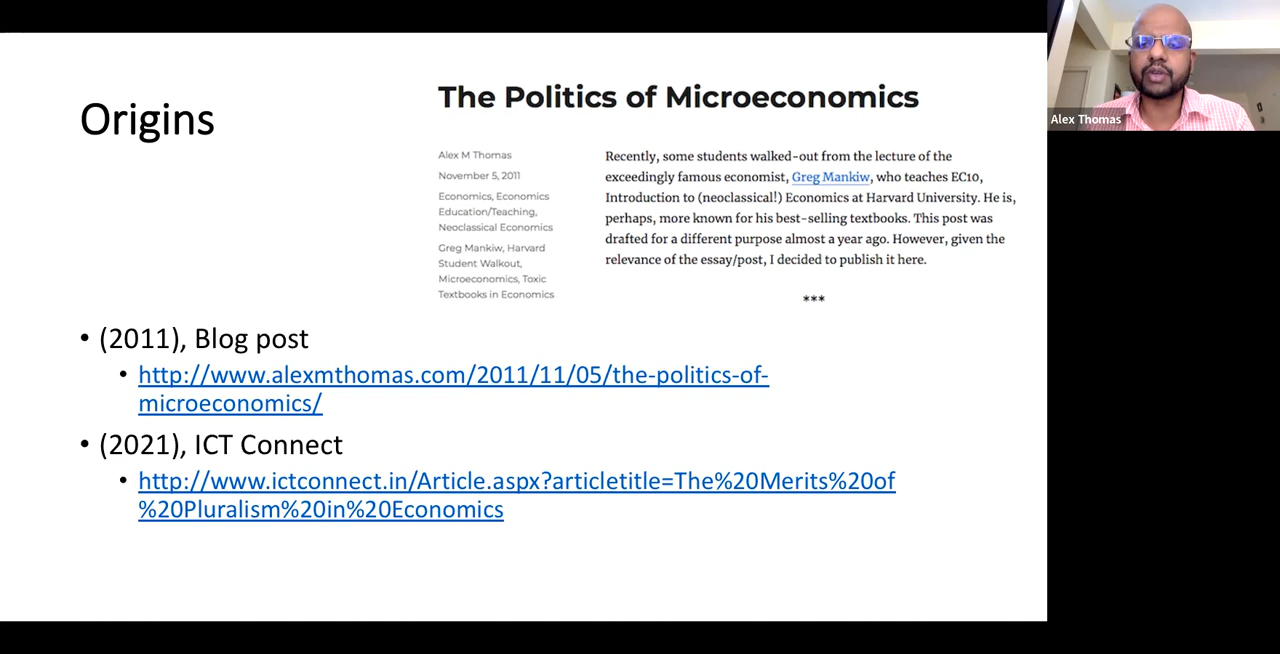 Origins
The Politics of Microeconomics
Alex M Thomas
November 5, 2011
Economics, Economics
Education/Teaching,
Neoclassical Economics
Greg Mankiw, Harvard
Student Walkout,
Microeconomics, Toxic
Textbooks in Economics
Recently, some students walked-out from the lecture of the
exceedingly famous economist, Greg Mankiw, who teaches EC10,
Introduction to (neoclassical!) Economics at Harvard University. He is,
perhaps, more known for his best-selling textbooks. This post was
drafted for a different purpose almost a year ago. However, given the
relevance of the essay/post, I decided to publish it here.
***
• (2011), Blog post
• http://www.alexmthomas.com/2011/11/05/the-politics-of-
microeconomics/
• (2021), ICT Connect
• http://www.ictconnect.in/Article.aspx?articletitle=The%20Merits%20of
%20Pluralism%20in%20Economics
Alex Thomas